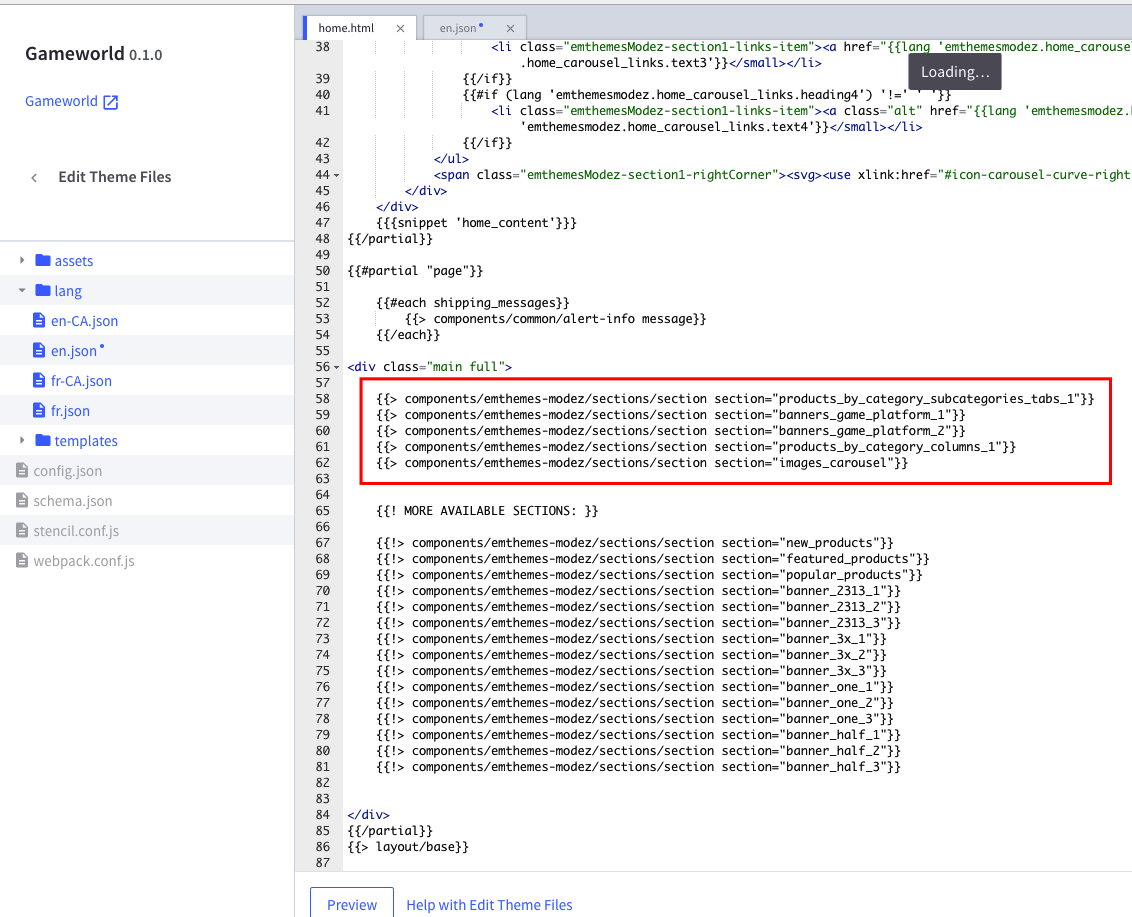 Gameworld 0.1.0
Gameworld
Edit Theme Files
assets
lang
en-CA.json
en.json
fr-CA.json
fr.json
templates
config.json
schema.json
stencil.conf.js
webpack.conf.js
home.html
en.json
Loading...
38 <li class="emthemesModez-section1-links-item"><a href="{{lang 'emthemesmodez.home_carouse
.home_carousel_links.text3'}}</small></li>
39 {{/if}}
40 {{#if (lang 'emthemesmodez.home_carousel_links.heading4') '!=' ' '}}
41 <li class="emthemesModez-section1-links-item"><a class="alt" href="{{lang 'emthemesmodez.
'emthemesmodez.home_carousel_links.text4'}}</small></li>
42 {{/if}}
43 </ul>
44 <span class="emthemesModez-section1-rightCorner"><svg><use xlink:href="#icon-carousel-curve-right
45 </div>
46 </div>
47 {{{snippet 'home_content'}}}
48 {{/partial}}
49
50 {{#partial "page"}}
51
52 {{#each shipping_messages}}
53 {{> components/common/alert-info message}}
54 {{/each}}
55
56 <div class="main full">
57
58 {{> components/emthemes-modez/sections/section section="products_by_category_subcategories_tabs_1"}}
59 {{> components/emthemes-modez/sections/section section="banners_game_platform_1"}}
60 {{> components/emthemes-modez/sections/section section="banners_game_platform_2"}}
61 {{> components/emthemes-modez/sections/section section="products_by_category_columns_1"}}
62 {{> components/emthemes-modez/sections/section section="images_carousel"}}
63
64
65 {{! MORE AVAILABLE SECTIONS: }}
66
67 {{!> components/emthemes-modez/sections/section section="new_products"}}
68 {{!> components/emthemes-modez/sections/section section="featured_products"}}
69 {{!> components/emthemes-modez/sections/section section="popular_products"}}
70 {{!> components/emthemes-modez/sections/section section="banner_2313_1"}}
71 {{!> components/emthemes-modez/sections/section section="banner_2313_2"}}
72 {{!> components/emthemes-modez/sections/section section="banner_2313_3"}}
73 {{!> components/emthemes-modez/sections/section section="banner_3x_1"}}
74 {{!> components/emthemes-modez/sections/section section="banner_3x_2"}}
75 {{!> components/emthemes-modez/sections/section section="banner_3x_3"}}
76 {{!> components/emthemes-modez/sections/section section="banner_one_1"}}
77 {{!> components/emthemes-modez/sections/section section="banner_one_2"}}
78 {{!> components/emthemes-modez/sections/section section="banner_one_3"}}
79 {{!> components/emthemes-modez/sections/section section="banner_half_1"}}
80 {{!> components/emthemes-modez/sections/section section="banner_half_2"}}
81 {{!> components/emthemes-modez/sections/section section="banner_half_3"}}
82
83
84 </div>
85 {{/partial}}
86 {{> layout/base}}
87
Preview
Help with Edit Theme Files